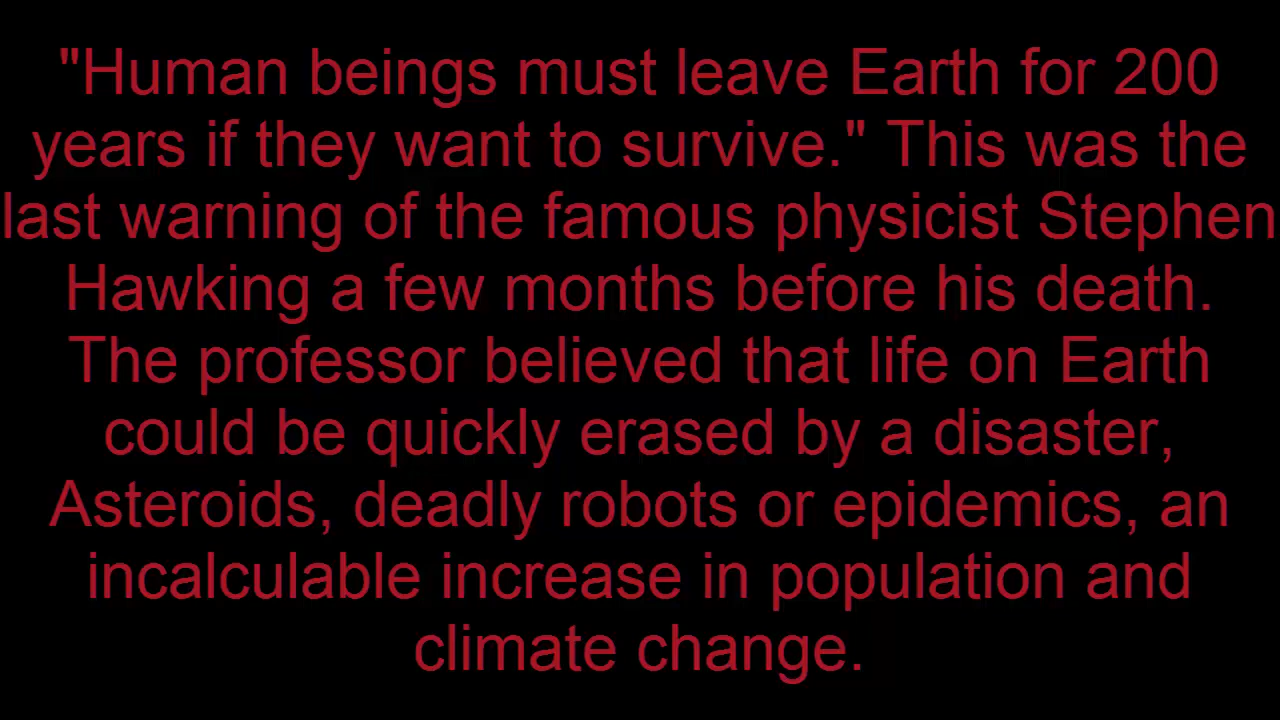 "Human beings must leave Earth for 200
years if they want to survive." This was the
last warning of the famous physicist Stephen
Hawking a few months before his death.
The professor believed that life on Earth
could be quickly erased by a disaster,
Asteroids, deadly robots or epidemics, an
incalculable increase in population and
climate change.